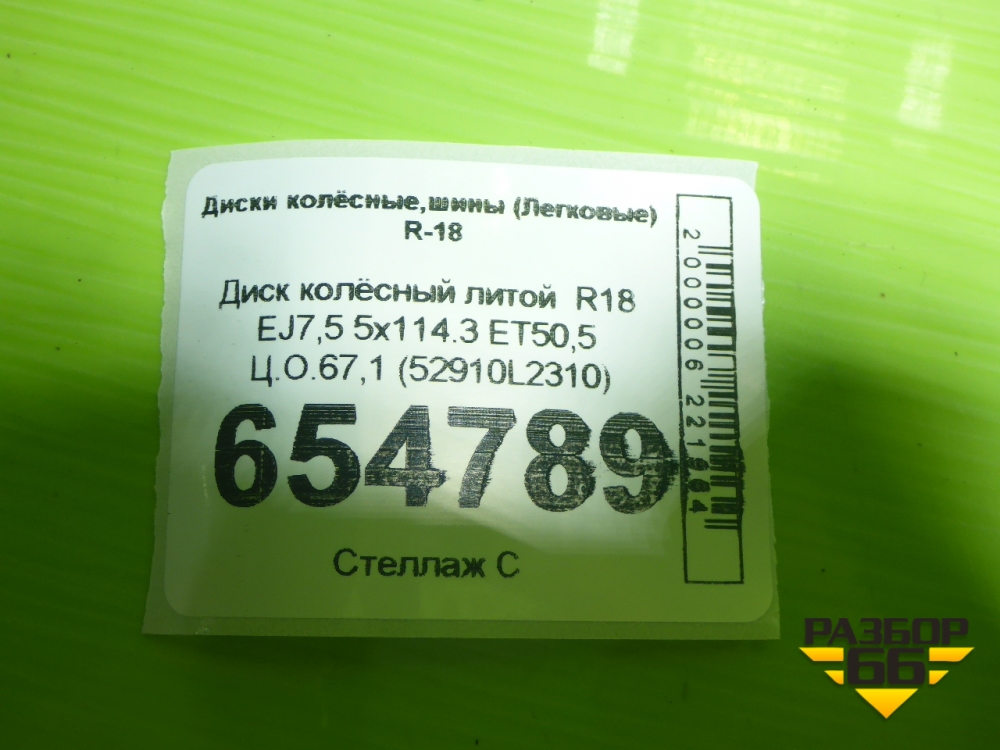 Диски колёсные,шины (Легковые)
R-18
Диск колёсный литой R18
EJ7,5 5x114.3 ET50,5
Ц.О.67,1 (52910L2310)
654789
Стеллаж С
РАЗБОР
66